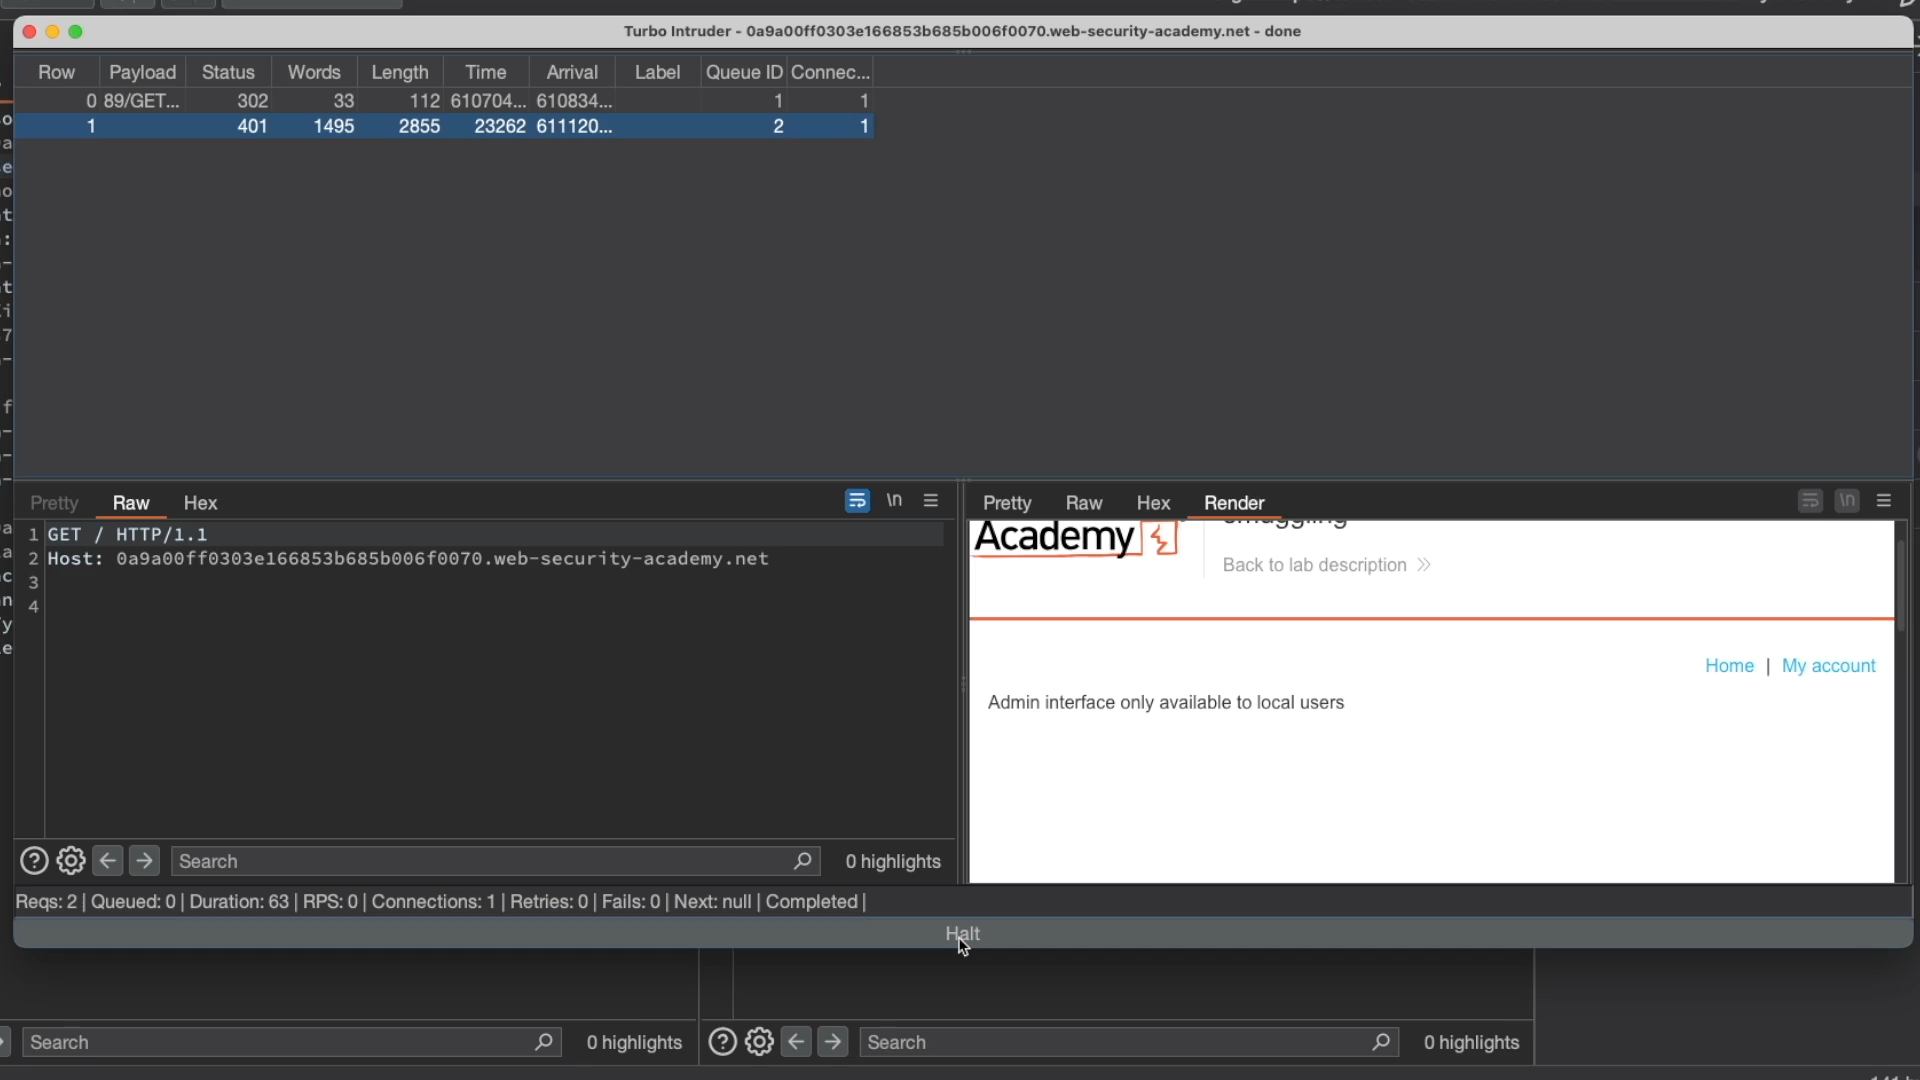 Turbo Intruder - 0a9a00ff0303e166853b685b006f0070.web-security-academy.net - done
Row Payload Status Words Length Time Arrival Label Queue ID Connec...
0 89/GET... 302 33 112 610704... 610834... 1 1
1 401 1495 2855 23262 611120... 2 1
Pretty Raw Hex \n
1 GET / HTTP/1.1
2 Host: 0a9a00ff0303e166853b685b006f0070.web-security-academy.net
3
4
Pretty Raw Hex Render \n
Academy
Back to lab description
Home | My account
Admin interface only available to local users
Search 0 highlights
Reqs: 2 | Queued: 0 | Duration: 63 | RPS: 0 | Connections: 1 | Retries: 0 | Fails: 0 | Next: null | Completed |
Halt
Search 0 highlights Search 0 highlights